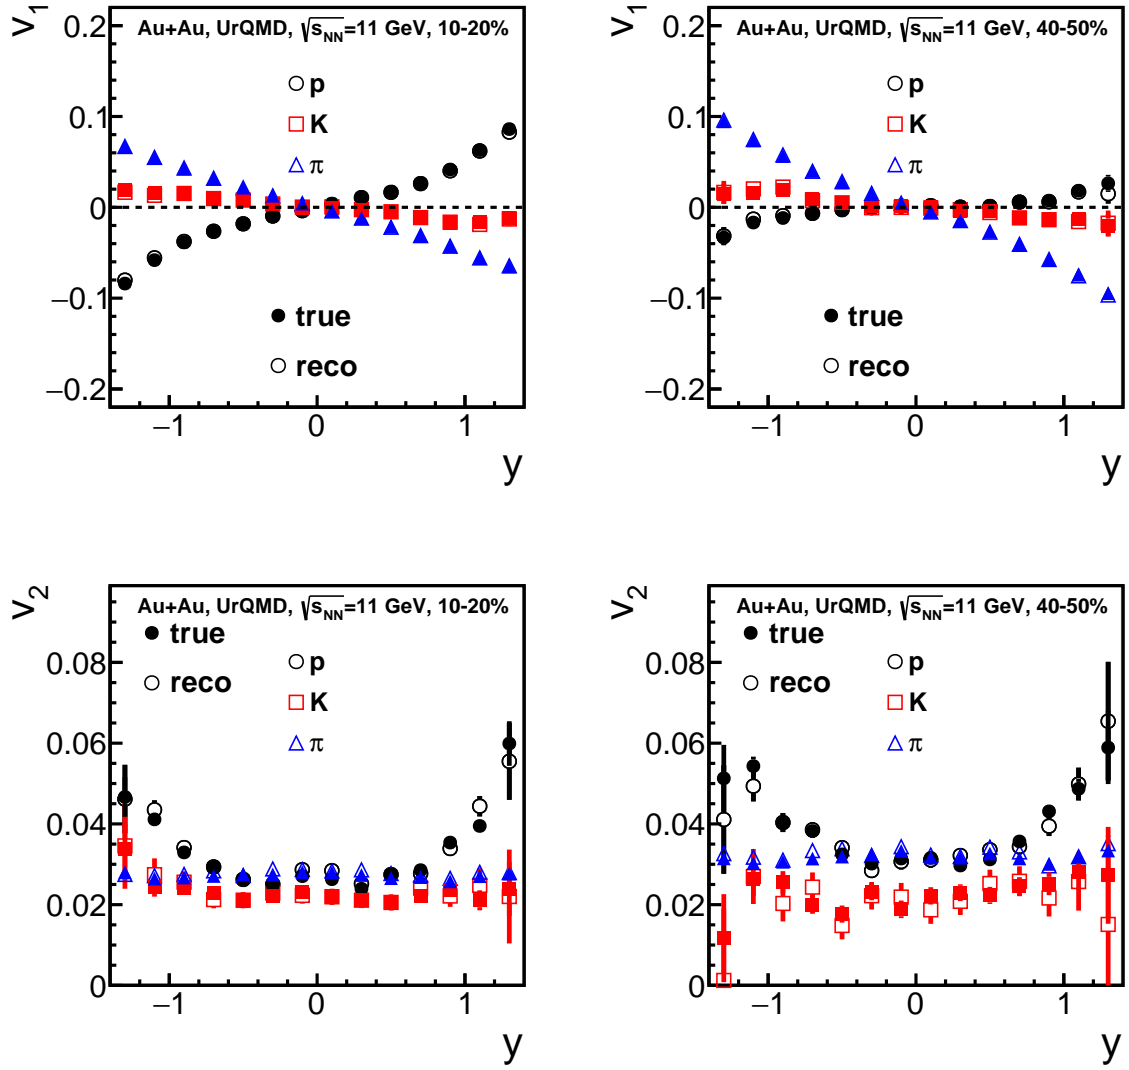 v₁
Au+Au, UrQMD, √sNN=11 GeV, 10-20%
p
K
π
true
reco
0.2
0.1
0
−0.1
−0.2
−1 0 1
y
v₁
Au+Au, UrQMD, √sNN=11 GeV, 40-50%
p
K
π
true
reco
0.2
0.1
0
−0.1
−0.2
−1 0 1
y
v₂
Au+Au, UrQMD, √sNN=11 GeV, 10-20%
true
reco
p
K
π
0.08
0.06
0.04
0.02
0
−1 0 1
y
v₂
Au+Au, UrQMD, √sNN=11 GeV, 40-50%
true
reco
p
K
π
0.08
0.06
0.04
0.02
0
−1 0 1
y